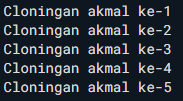 Cloningan akmal ke-1
Cloningan akmal ke-2
Cloningan akmal ke-3
Cloningan akmal ke-4
Cloningan akmal ke-5